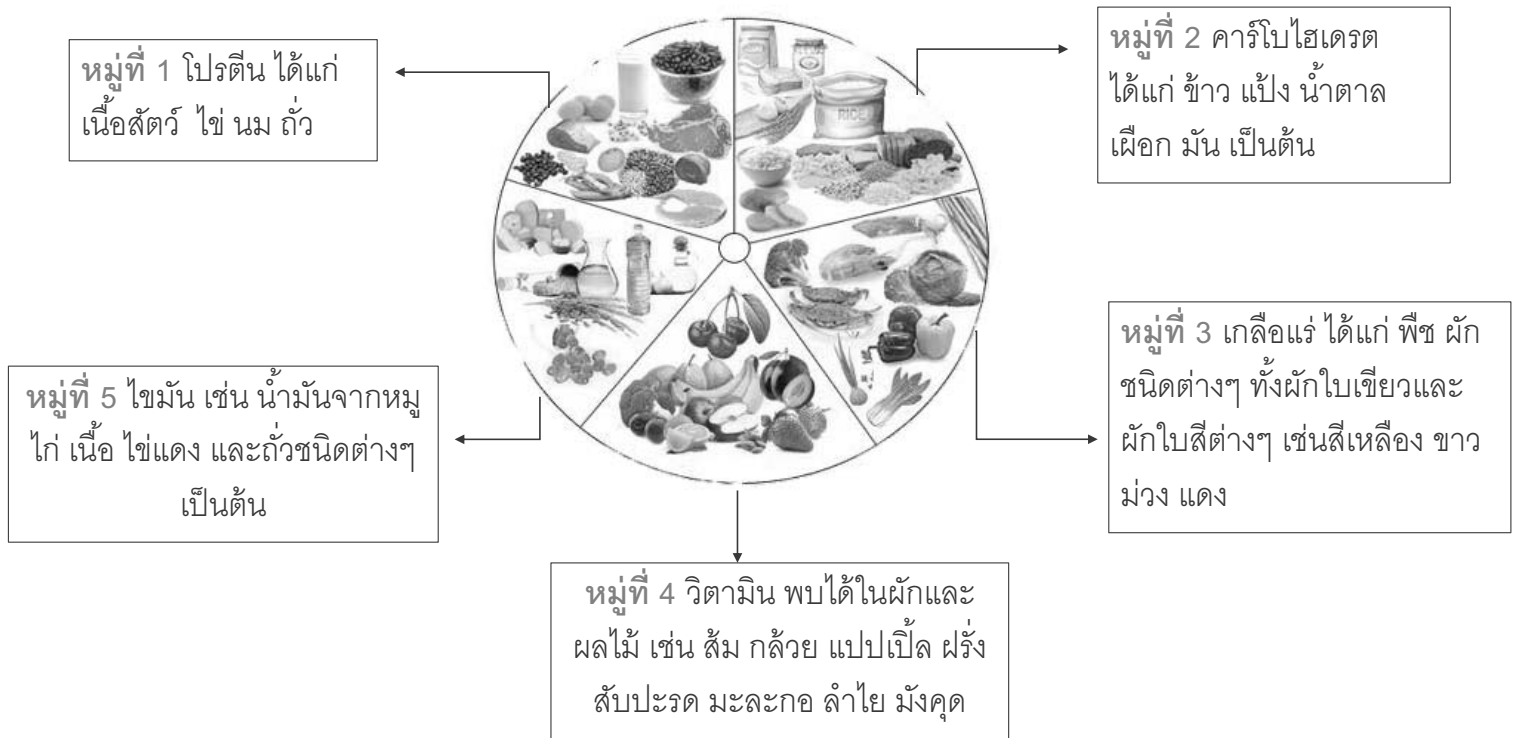 หมู่ที่ 1 โปรตีน ได้แก่
เนื้อสัตว์ ไข่ นม ถั่ว
หมู่ที่ 2 คาร์โบไฮเดรต
ได้แก่ ข้าว แป้ง น้ำตาล
เผือก มัน เป็นต้น
RICE
หมู่ที่ 3 เกลือแร่ ได้แก่ พืช ผัก
ชนิดต่างๆ ทั้งผักใบเขียวและ
ผักใบสีต่างๆ เช่นสีเหลือง ขาว
ม่วง แดง
หมู่ที่ 5 ไขมัน เช่น น้ำมันจากหมู
ไก่ เนื้อ ไข่แดง และถั่วชนิดต่างๆ
เป็นต้น
หมู่ที่ 4 วิตามิน พบได้ในผักและ
ผลไม้ เช่น ส้ม กล้วย แปปเปิ้ล ฝรั่ง
สับปะรด มะละกอ ลำไย มังคุด